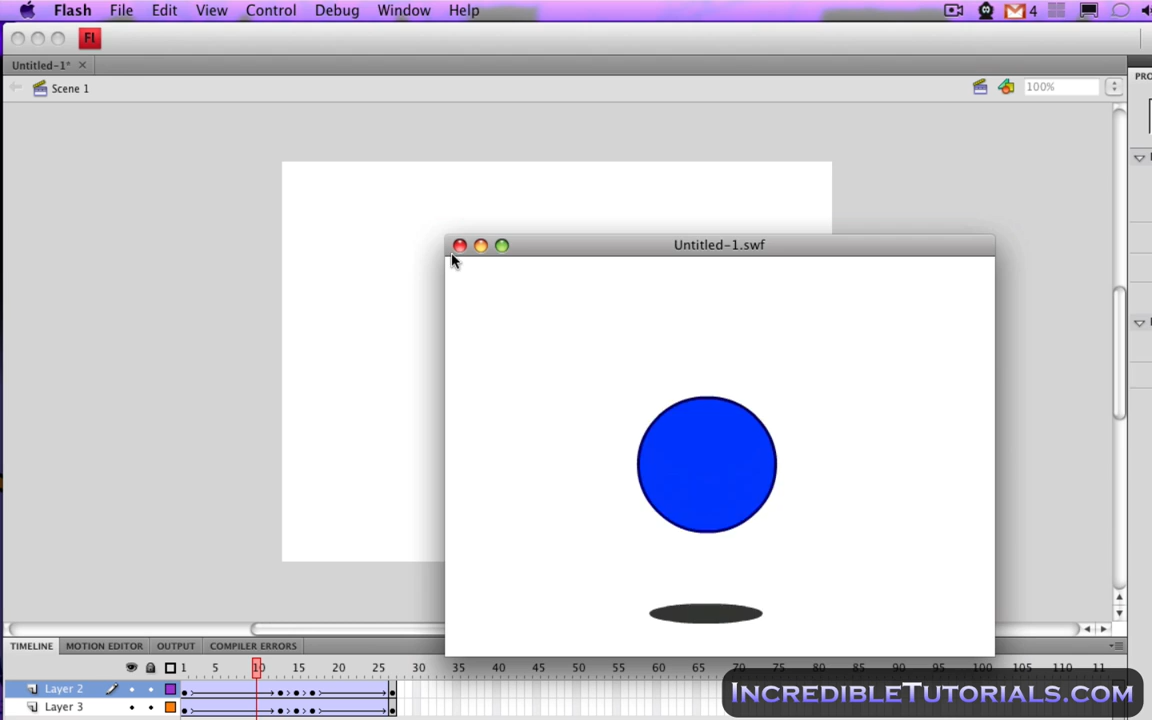 Flash File Edit View Control Debug Window Help 4
Fl
Untitled-1* ×
Scene 1 100%
PRO
Untitled-1.swf
TIMELINE MOTION EDITOR OUTPUT COMPILER ERRORS
1 5 10 15 20 25 30 35 40 45 50 55 60 65 70 75 80 85 90 95 100 105 11
Layer 2
Layer 3
INCREDIBLETUTORIALS.COM